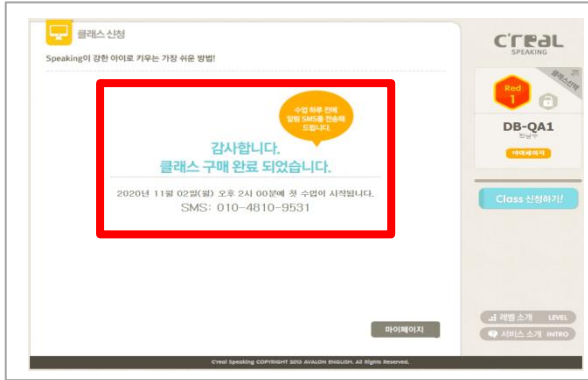 클래스 신청
Speaking이 강한 아이로 키우는 가장 쉬운 방법!
수업 하루 전에
알림 SMS를 전송해
드립니다.
감사합니다.
클래스 구매 완료 되었습니다.
2020년 11월 02일(월) 오후 2시 00분에 첫 수업이 시작됩니다.
SMS: 010-4810-9531
마이페이지
C'real
SPEAKING
클래스선택
Red
1
DB-QA1
마이페이지
Class 신청하기!
레벨 소개 LEVEL
서비스 소개 INTRO
C'real Speaking COPYRIGHT 2013 AVALON ENGLISH. All Rights Reserved.